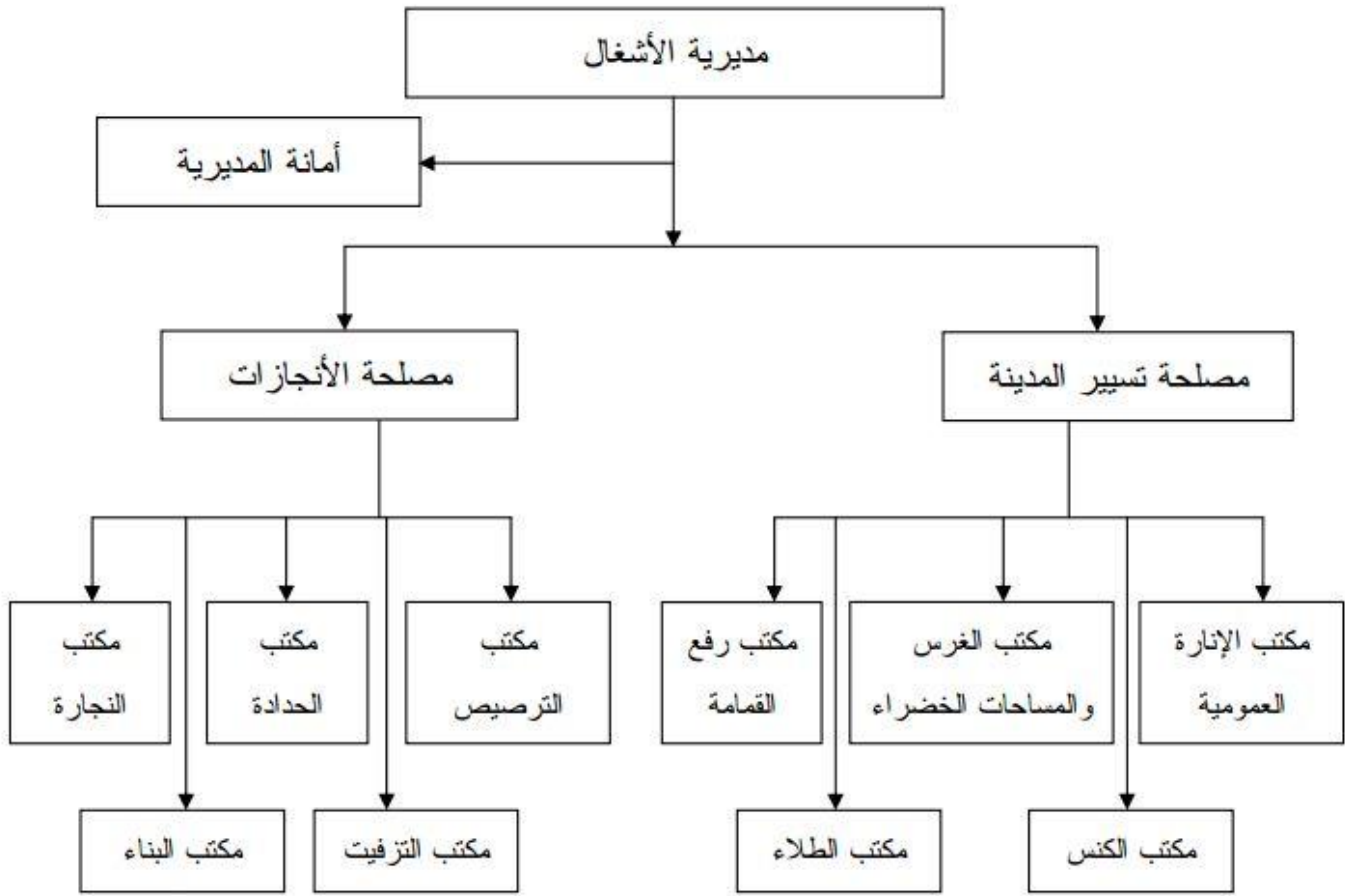 مديرية الأشغال
أمانة المديرية
مصلحة تسيير المدينة
مصلحة الأنجازات
مكتب الإنارة
العمومية
مكتب الغرس
والمساحات الخضراء
مكتب رفع
القمامة
مكتب
الترصيص
مكتب
الحدادة
مكتب
النجارة
مكتب الكنس
مكتب الطلاء
مكتب التزفيت
مكتب البناء